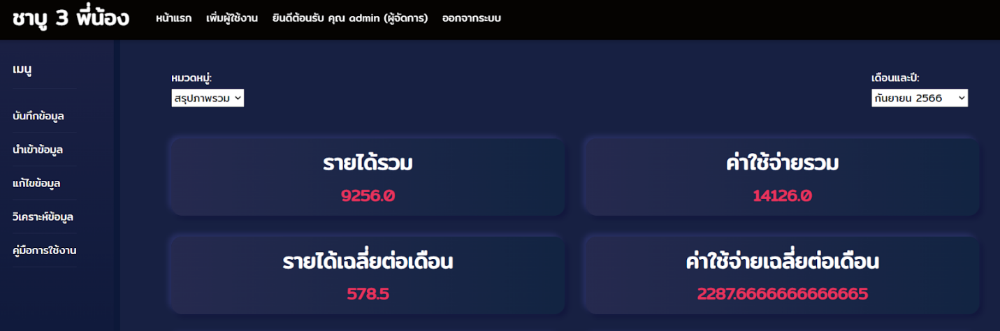 ชาบู 3 พี่น้อง หน้าแรก เพิ่มผู้ใช้งาน ยินดีต้อนรับ คุณ admin (ผู้จัดการ) ออกจากระบบ
เมนู
บันทึกข้อมูล
นำเข้าข้อมูล
แก้ไขข้อมูล
วิเคราะห์ข้อมูล
คู่มือการใช้งาน
หมวดหมู่: เดือนและปี:
สรุปภาพรวม กันยายน 2566
รายได้รวม ค่าใช้จ่ายรวม
9256.0 14126.0
รายได้เฉลี่ยต่อเดือน ค่าใช้จ่ายเฉลี่ยต่อเดือน
578.5 2287.6666666666665